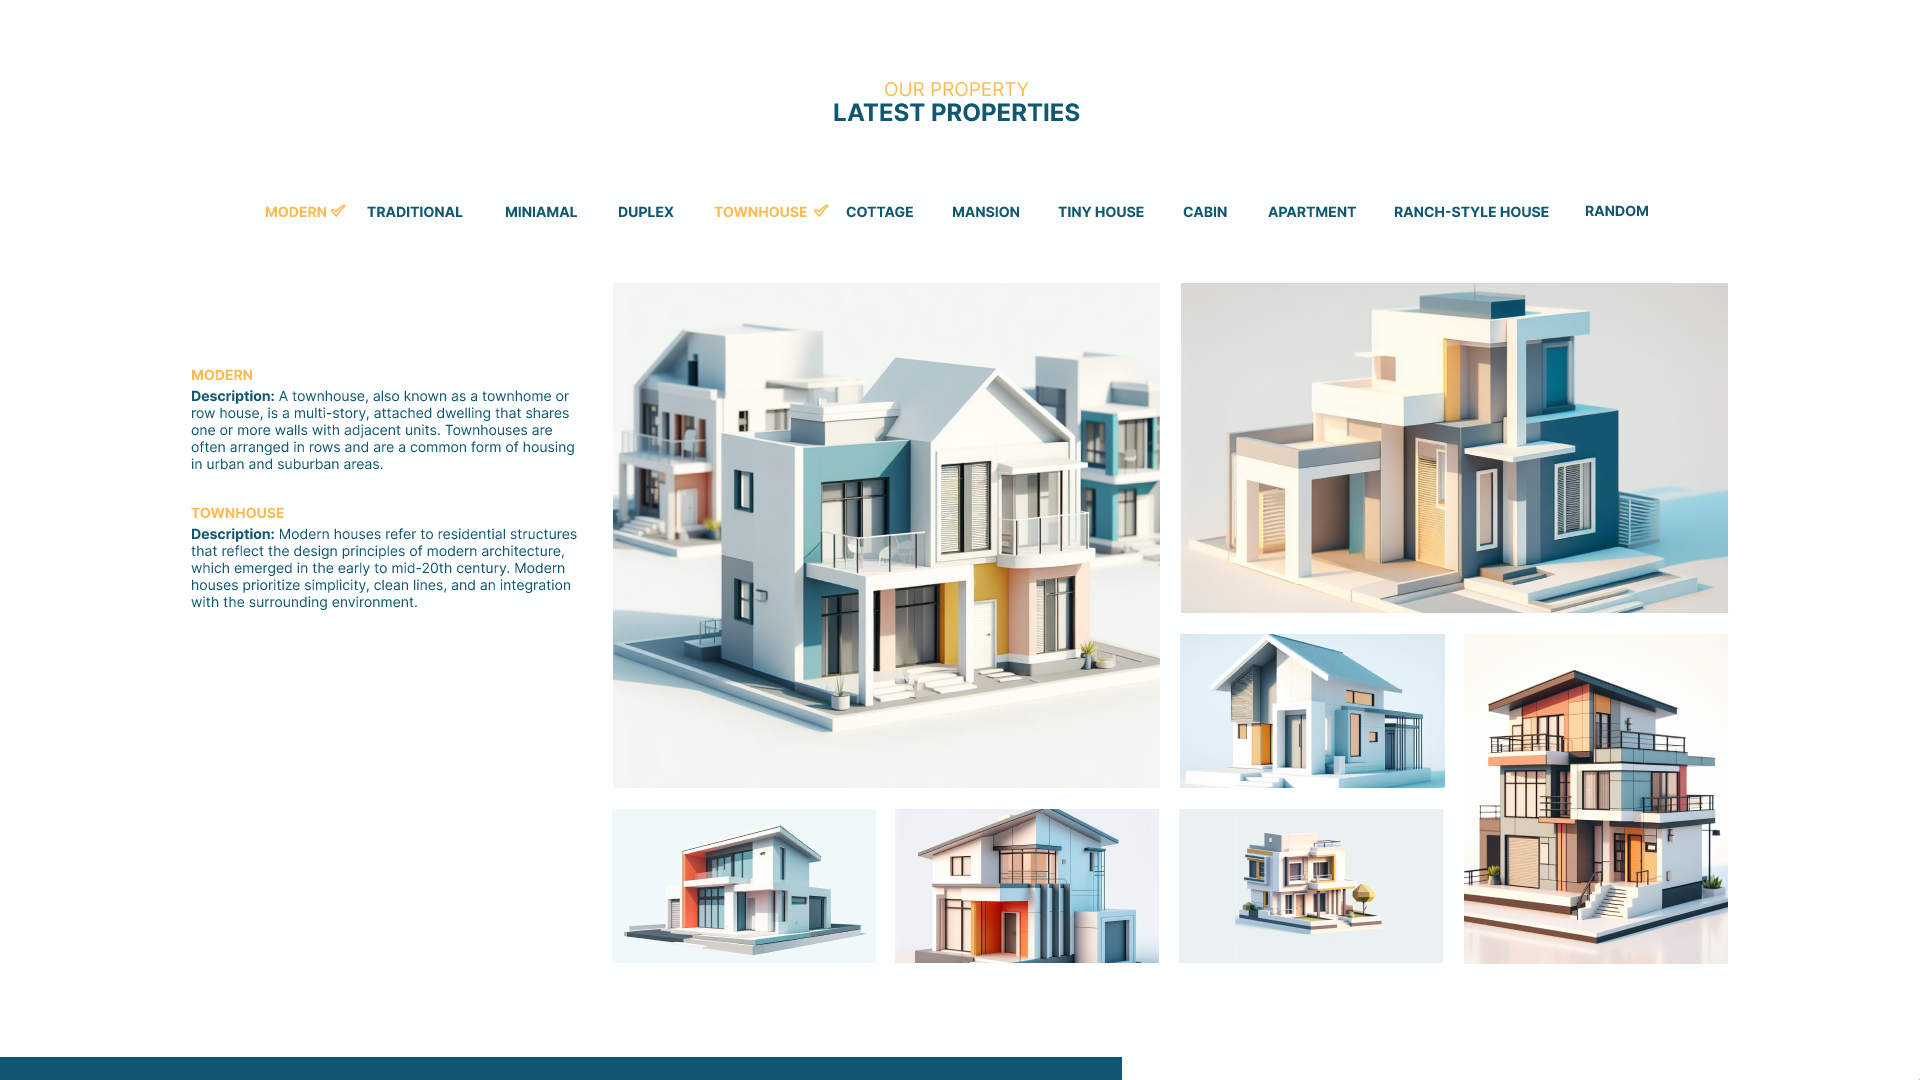 OUR PROPERTY
LATEST PROPERTIES
MODERN TRADITIONAL MINIAMAL DUPLEX TOWNHOUSE COTTAGE MANSION TINY HOUSE CABIN APARTMENT RANCH-STYLE HOUSE RANDOM
MODERN
Description: A townhouse, also known as a townhome or
row house, is a multi-story, attached dwelling that shares
one or more walls with adjacent units. Townhouses are
often arranged in rows and are a common form of housing
in urban and suburban areas.
TOWNHOUSE
Description: Modern houses refer to residential structures
that reflect the design principles of modern architecture,
which emerged in the early to mid-20th century. Modern
houses prioritize simplicity, clean lines, and an integration
with the surrounding environment.